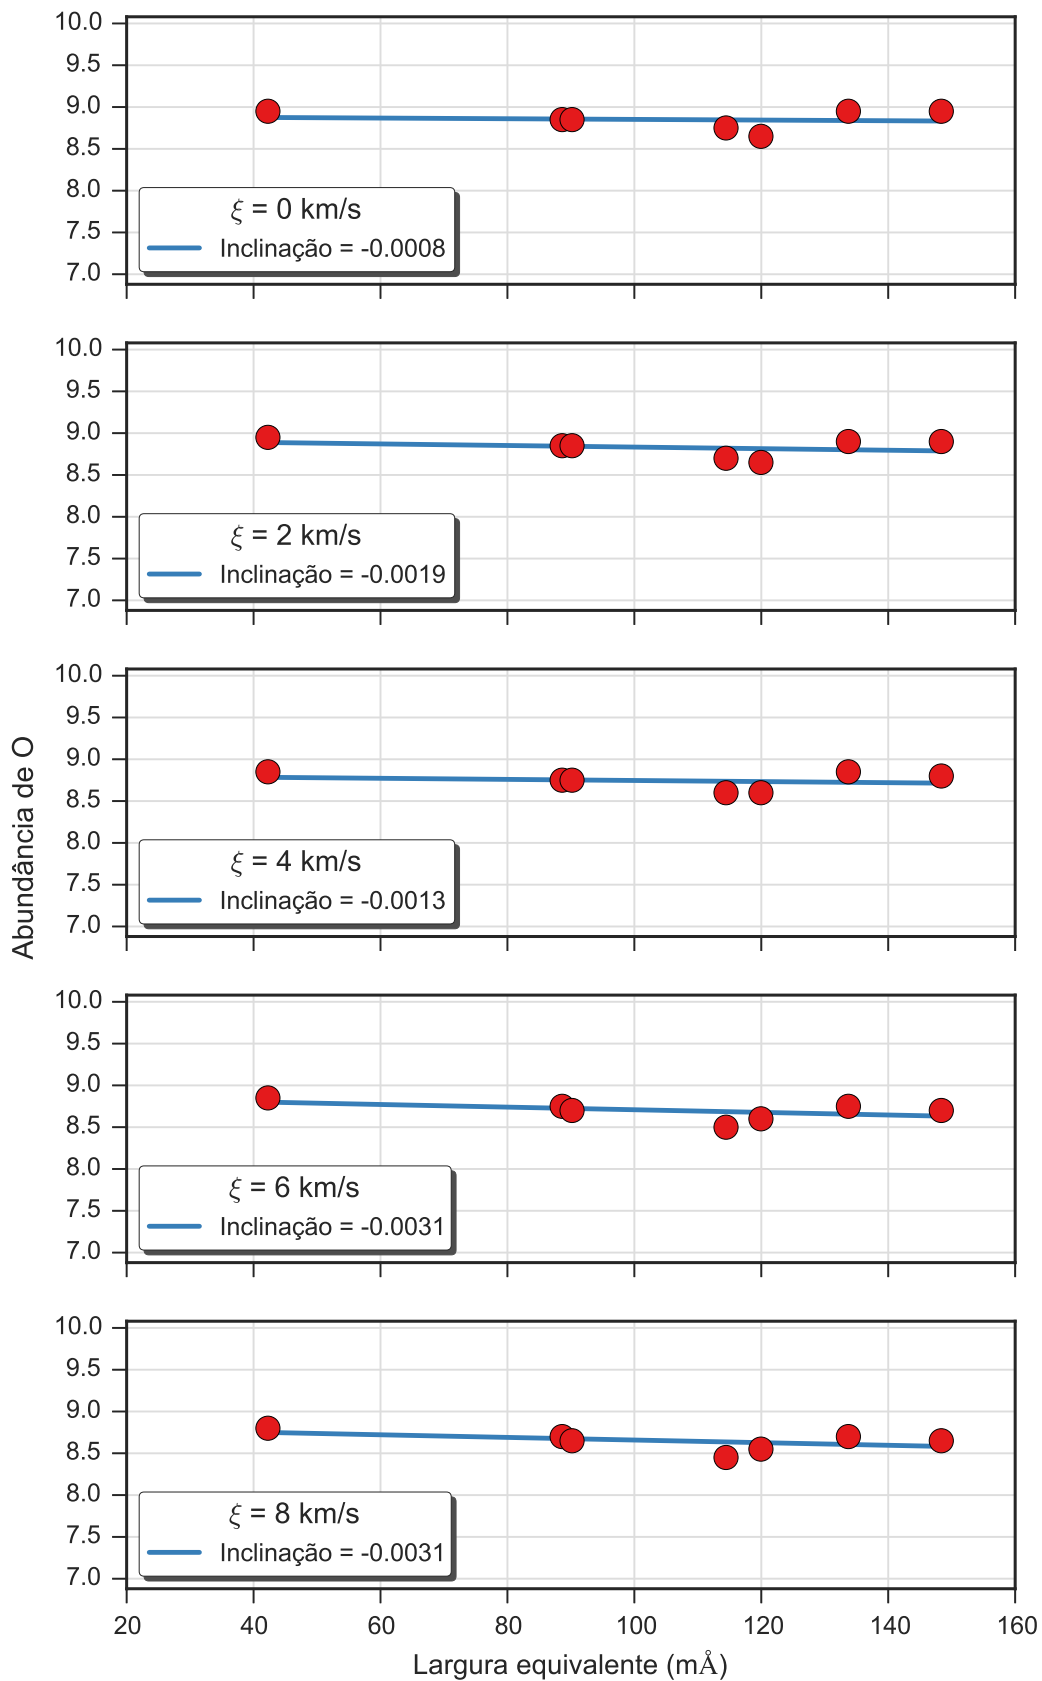 10.0
9.5
9.0
8.5
8.0
7.5
7.0
ξ = 0 km/s
Inclinação = -0.0008
10.0
9.5
9.0
8.5
8.0
7.5
7.0
ξ = 2 km/s
Inclinação = -0.0019
Abundância de O
10.0
9.5
9.0
8.5
8.0
7.5
7.0
ξ = 4 km/s
Inclinação = -0.0013
10.0
9.5
9.0
8.5
8.0
7.5
7.0
ξ = 6 km/s
Inclinação = -0.0031
10.0
9.5
9.0
8.5
8.0
7.5
7.0
ξ = 8 km/s
Inclinação = -0.0031
20 40 60 80 100 120 140 160
Largura equivalente (mÅ)